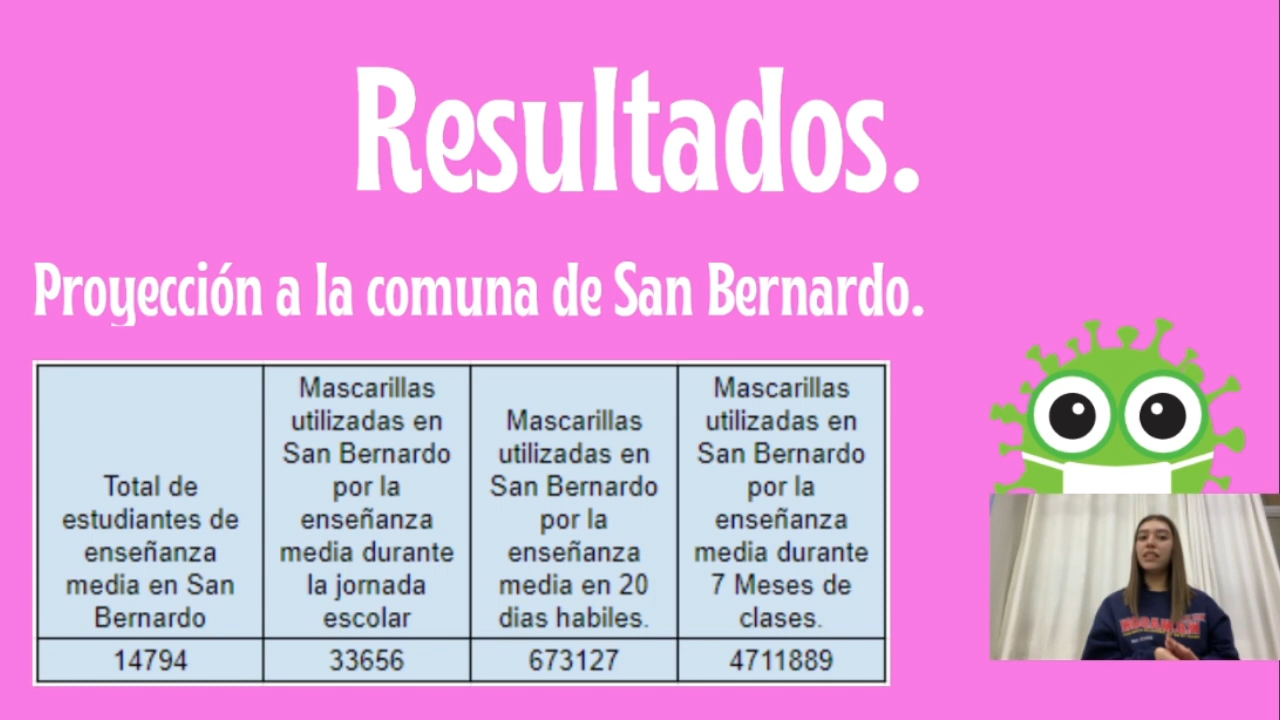 Resultados.
Proyección a la comuna de San Bernardo.
Total de
estudiantes de
enseñanza
media en San
Bernardo
Mascarillas
utilizadas en
San Bernardo
por la
enseñanza
media durante
la jornada
escolar
Mascarillas
utilizadas en
San Bernardo
por la
enseñanza
media en 20
dias habiles.
Mascarillas
utilizadas en
San Bernardo
por la
enseñanza
media durante
7 Meses de
clases.
14794
33656
673127
4711889